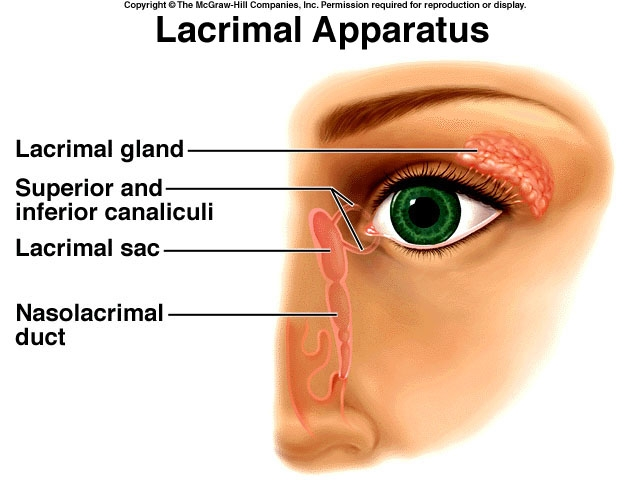 Copyright © The McGraw-Hill Companies, Inc. Permission required for reproduction or display.
Lacrimal Apparatus
Lacrimal gland
Superior and
inferior canaliculi
Lacrimal sac
Nasolacrimal
duct